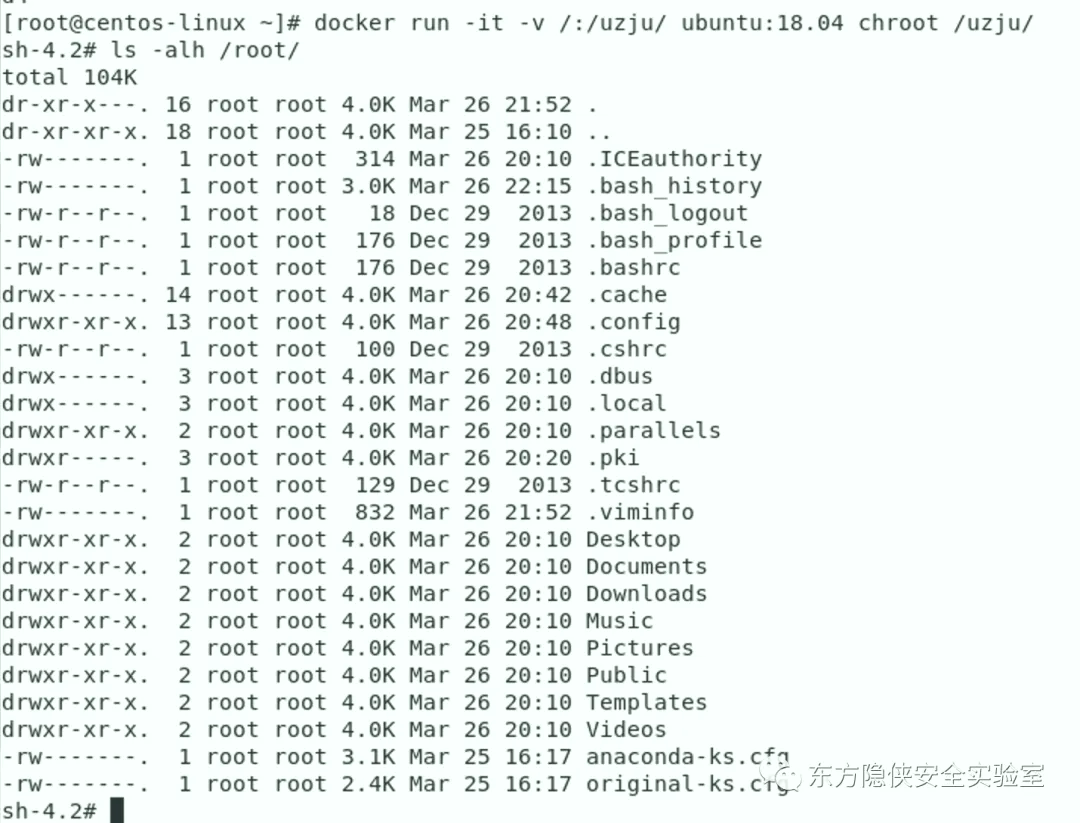 [root@centos-linux ~]# docker run -it -v /:/uzju/ ubuntu:18.04 chroot /uzju/
sh-4.2# ls -alh /root/
total 104K
dr-xr-x---. 16 root root 4.0K Mar 26 21:52 .
dr-xr-xr-x. 18 root root 4.0K Mar 25 16:10 ..
-rw-------. 1 root root 314 Mar 26 20:10 .ICEauthority
-rw-------. 1 root root 3.0K Mar 26 22:15 .bash_history
-rw-r--r--. 1 root root 18 Dec 29 2013 .bash_logout
-rw-r--r--. 1 root root 176 Dec 29 2013 .bash_profile
-rw-r--r--. 1 root root 176 Dec 29 2013 .bashrc
drwx------. 14 root root 4.0K Mar 26 20:42 .cache
drwxr-xr-x. 13 root root 4.0K Mar 26 20:48 .config
-rw-r--r--. 1 root root 100 Dec 29 2013 .cshrc
drwx------. 3 root root 4.0K Mar 26 20:10 .dbus
drwx------. 3 root root 4.0K Mar 26 20:10 .local
drwxr-xr-x. 2 root root 4.0K Mar 26 20:10 .parallels
drwxr-----. 3 root root 4.0K Mar 26 20:20 .pki
-rw-r--r--. 1 root root 129 Dec 29 2013 .tcshrc
-rw-------. 1 root root 832 Mar 26 21:52 .viminfo
drwxr-xr-x. 2 root root 4.0K Mar 26 20:10 Desktop
drwxr-xr-x. 2 root root 4.0K Mar 26 20:10 Documents
drwxr-xr-x. 2 root root 4.0K Mar 26 20:10 Downloads
drwxr-xr-x. 2 root root 4.0K Mar 26 20:10 Music
drwxr-xr-x. 2 root root 4.0K Mar 26 20:10 Pictures
drwxr-xr-x. 2 root root 4.0K Mar 26 20:10 Public
drwxr-xr-x. 2 root root 4.0K Mar 26 20:10 Templates
drwxr-xr-x. 2 root root 4.0K Mar 26 20:10 Videos
-rw-------. 1 root root 3.1K Mar 25 16:17 anaconda-ks.cfg
-rw-------. 1 root root 2.4K Mar 25 16:17 original-ks.cfg
东方隐侠安全实验室
sh-4.2#